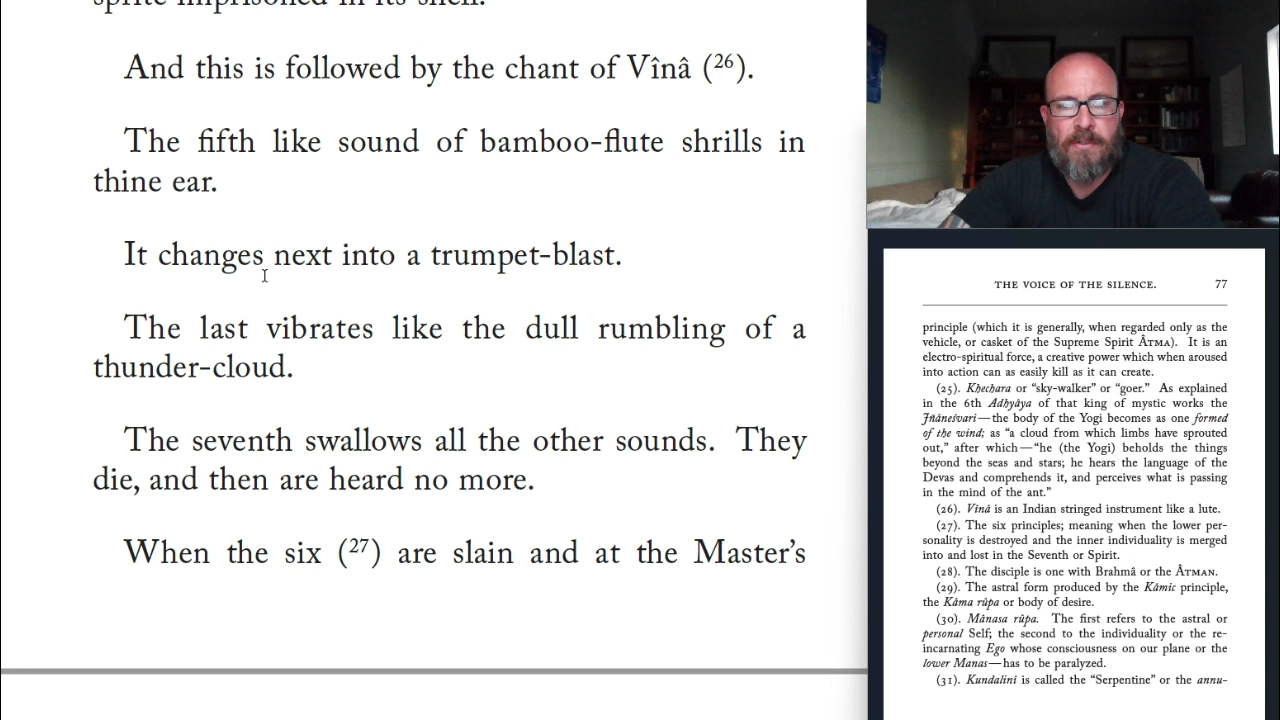 sprite imprisoned in its shell.
And this is followed by the chant of Vînâ (26).
The fifth like sound of bamboo-flute shrills in
thine ear.
It changes next into a trumpet-blast.
The last vibrates like the dull rumbling of a
thunder-cloud.
The seventh swallows all the other sounds. They
die, and then are heard no more.
When the six (27) are slain and at the Master's
THE VOICE OF THE SILENCE. 77
principle (which it is generally, when regarded only as the
vehicle, or casket of the Supreme Spirit ÂTMA). It is an
electro-spiritual force, a creative power which when aroused
into action can as easily kill as it can create.
(25). Khechara or “sky-walker” or “goer.” As explained
in the 6th Adhyâya of that king of mystic works the
Jñâneśvari—the body of the Yogi becomes as one formed
of the wind; as “a cloud from which limbs have sprouted
out,” after which—“he (the Yogi) beholds the things
beyond the seas and stars; he hears the language of the
Devas and comprehends it, and perceives what is passing
in the mind of the ant.”
(26). Vînâ is an Indian stringed instrument like a lute.
(27). The six principles; meaning when the lower per-
sonality is destroyed and the inner individuality is merged
into and lost in the Seventh or Spirit.
(28). The disciple is one with Brahmâ or the ÂTMAN.
(29). The astral form produced by the Kâmic principle,
the Kâma rûpa or body of desire.
(30). Mânasa rûpa. The first refers to the astral or
personal Self; the second to the individuality or the re-
incarnating Ego whose consciousness on our plane or the
lower Manas—has to be paralyzed.
(31). Kundalini is called the “Serpentine” or the annu-